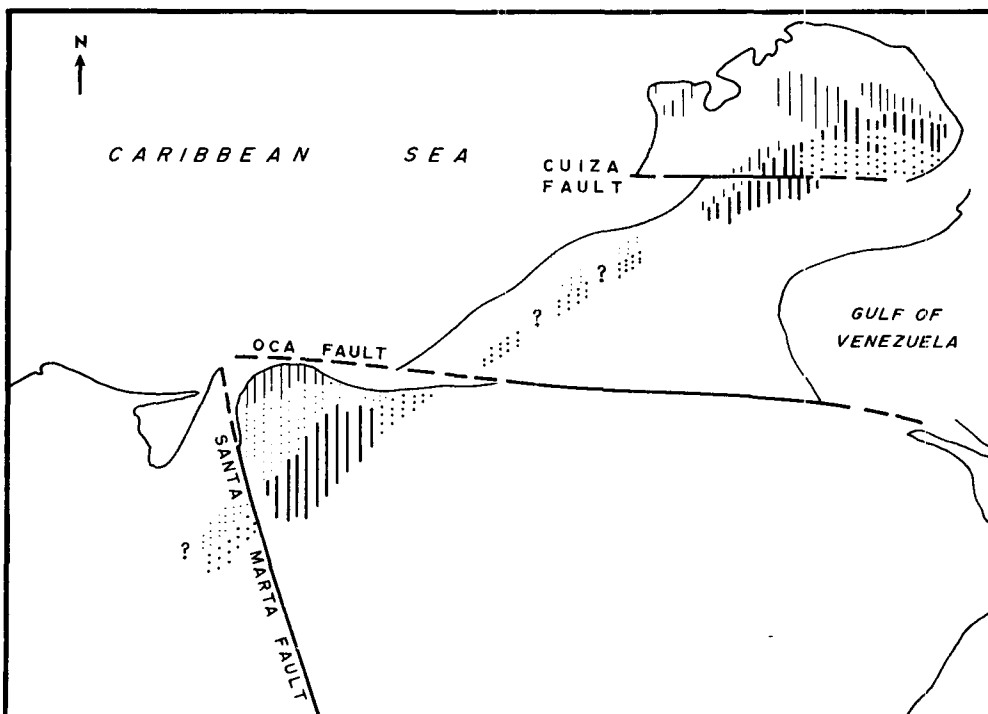 N
CARIBBEAN SEA
CUIZA
FAULT
?
?
GULF OF
VENEZUELA
OCA FAULT
SANTA MARTA FAULT
?